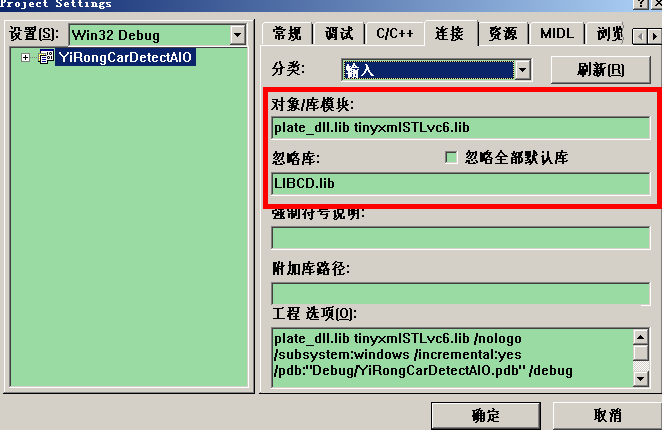 Project Settings
设置(S): Win32 Debug
YiRongCarDetectAIO
常规 调试 C/C++ 连接 资源 MIDL 浏览
分类: 输入 刷新(R)
对象/库模块:
plate_dll.lib tinyxmlSTLvc6.lib
忽略库: 忽略全部默认库
LIBCD.lib
强制符号说明:
附加库路径:
工程 选项(O):
plate_dll.lib tinyxmlSTLvc6.lib /nologo
/subsystem:windows /incremental:yes
/pdb:"Debug/YiRongCarDetectAIO.pdb" /debug
确定 取消